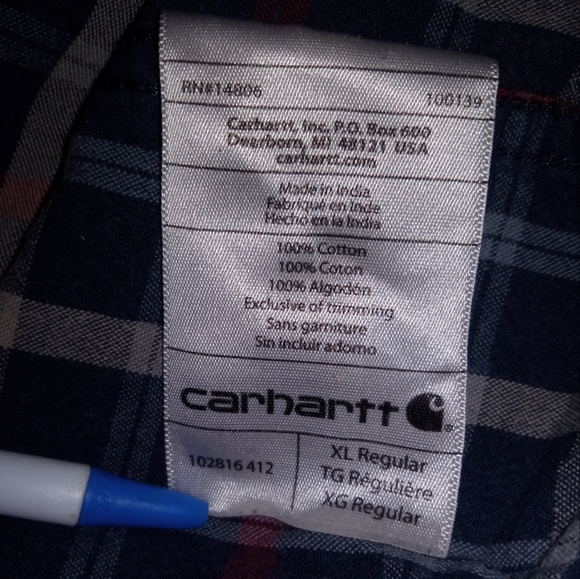 RN#14806
100139
Carhartt, Inc. P.O. Box 600
Dearborn, MI 48121 USA
carhartt.com
Made in India
Fabriqué en Inde
Hecho en la India
100% Cotton
100% Coton
100% Algodón
Exclusive of trimming
Sans garniture
Sin incluir adorno
carhartt
102816 412
XL Regular
TG Régulière
XG Regular